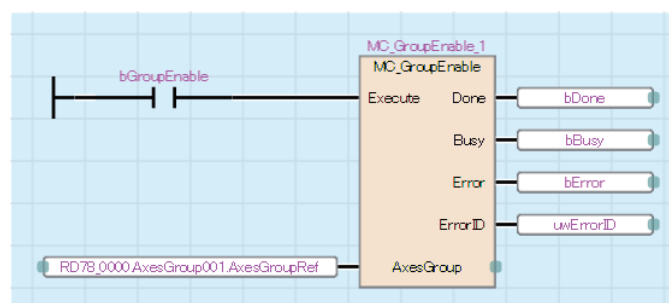 MC_GroupEnable_1
MC_GroupEnable
bGroupEnable
Execute Done bDone
Busy bBusy
Error bError
ErrorID uwErrorID
RD78_0000.AxesGroup001.AxesGroupRef AxesGroup